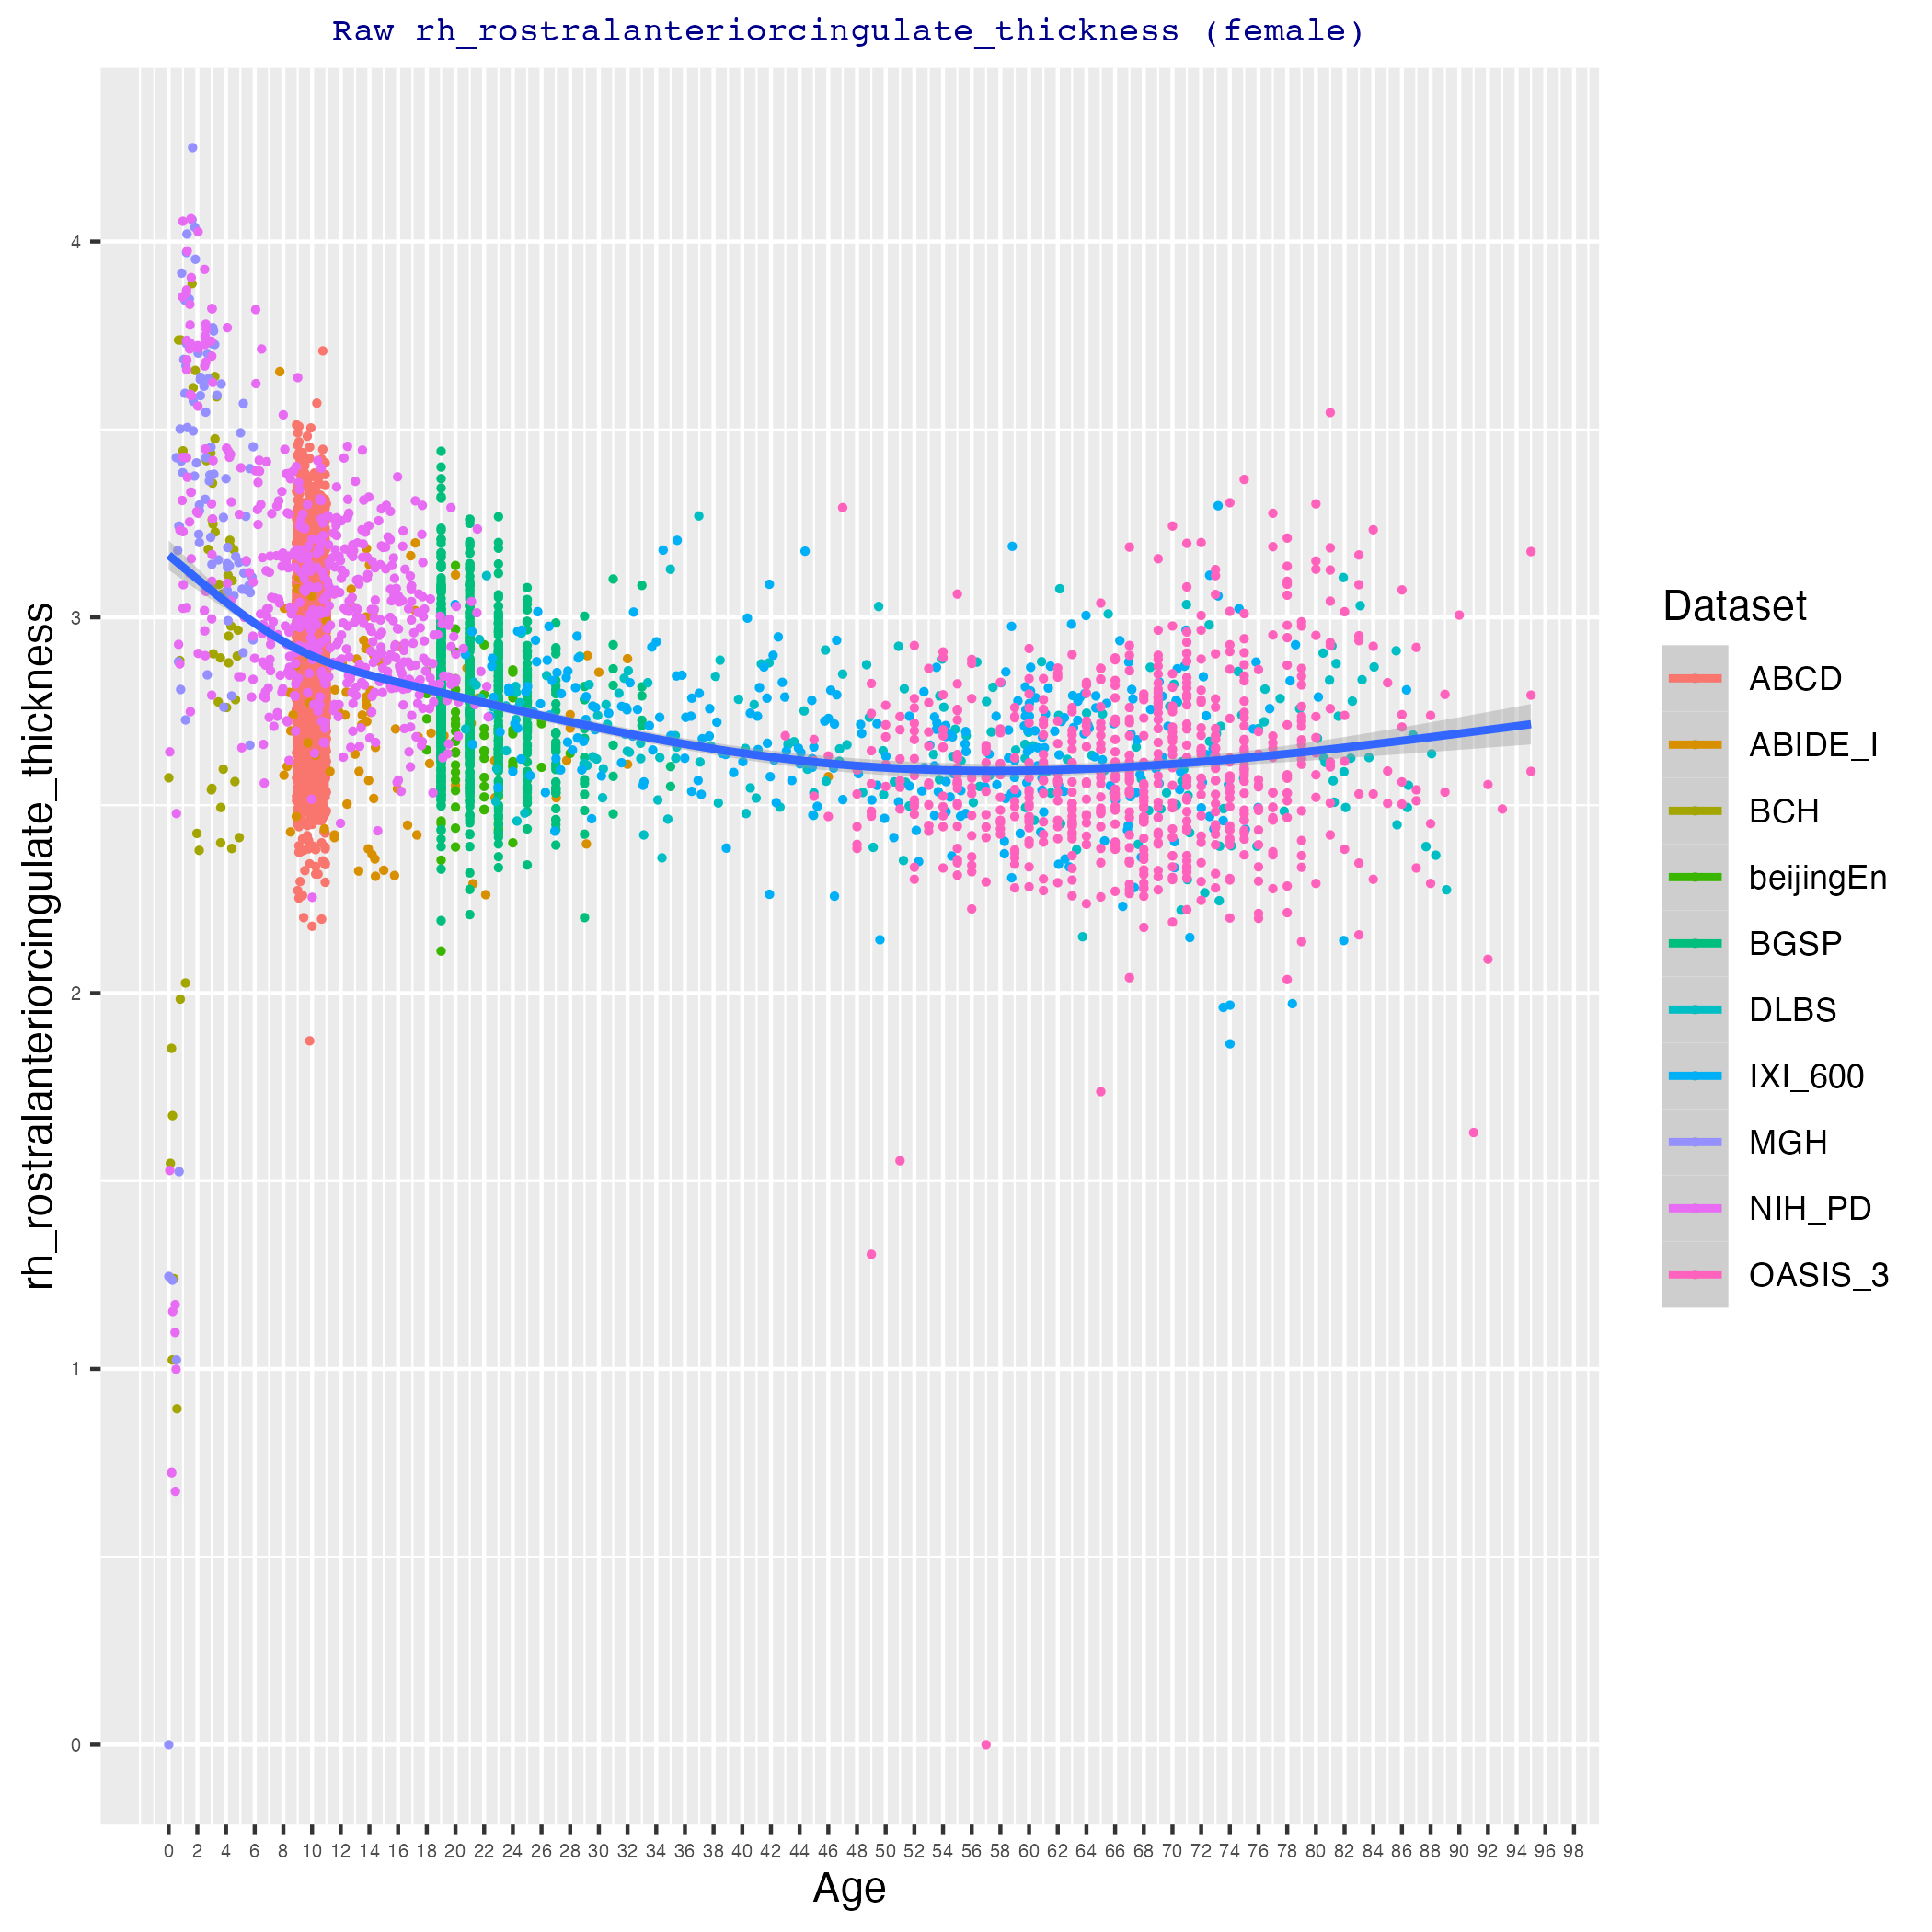 Raw rh_rostralanteriorcingulate_thickness (female)
rh_rostralanteriorcingulate_thickness
4
3
2
1
0
0 2 4 6 8 10 12 14 16 18 20 22 24 26 28 30 32 34 36 38 40 42 44 46 48 50 52 54 56 58 60 62 64 66 68 70 72 74 76 78 80 82 84 86 88 90 92 94 96 98
Age
Dataset
ABCD
ABIDE_I
BCH
beijingEn
BGSP
DLBS
IXI_600
MGH
NIH_PD
OASIS_3